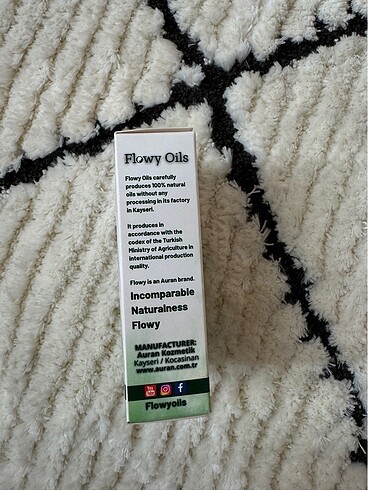 Flowy Oils
Flowy Oils carefully
produces 100% natural
oils without any
processing in its factory
in Kayseri.
It produces in
accordance with the
codex of the Turkish
Ministry of Agriculture in
international production
quality.
Flowy is an Auran brand.
Incomparable
Naturalness
Flowy
MANUFACTURER:
Auran Kozmetik
Kayseri / Kocasinan
www.auran.com.tr
Flowyoils